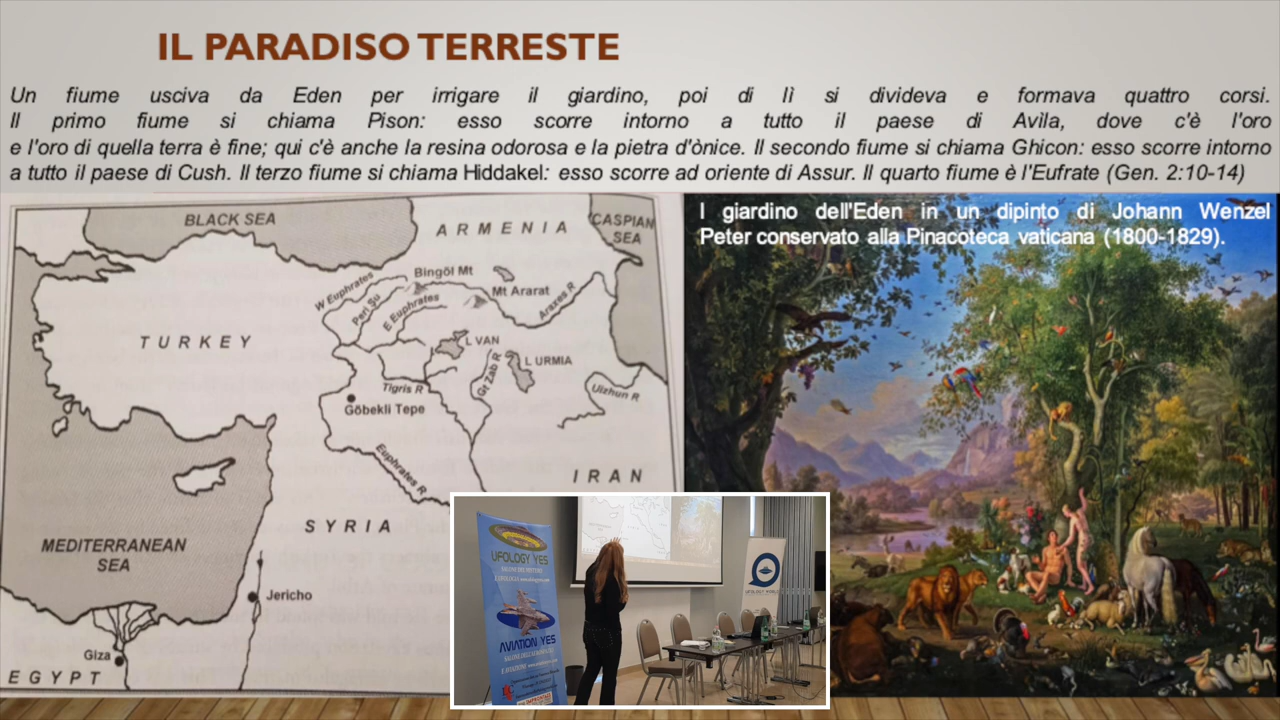 IL PARADISO TERRESTE
Un fiume usciva da Eden per irrigare il giardino, poi di lì si divideva e formava quattro corsi.
Il primo fiume si chiama Pison: esso scorre intorno a tutto il paese di Avila, dove c'è l'oro
e l'oro di quella terra è fine; qui c'è anche la resina odorosa e la pietra d'ònice. Il secondo fiume si chiama Ghicon: esso scorre intorno
a tutto il paese di Cush. Il terzo fiume si chiama Hiddakel: esso scorre ad oriente di Assur. Il quarto fiume è l'Eufrate (Gen. 2:10-14)
I giardino dell'Eden in un dipinto di Johann Wenzel
Peter conservato alla Pinacoteca vaticana (1800-1829).
BLACK SEA
ARMENIA
CASPIAN
SEA
Bingöl Mt
Mt Ararat
W Euphrates
Peri Su
E Euphrates
Araxes R
TURKEY
L VAN
L URMIA
Gt Zab R
Uizhun R
Tigris R
Göbekli Tepe
Euphrates R
IRAN
SYRIA
MEDITERRANEAN
SEA
Jericho
Giza
EGYPT
UFOLOGY YES
SALONE DEL MISTERO
E UFOLOGIA
AVIATION YES
E AVIAZIONE
UFOLOGY WORLD